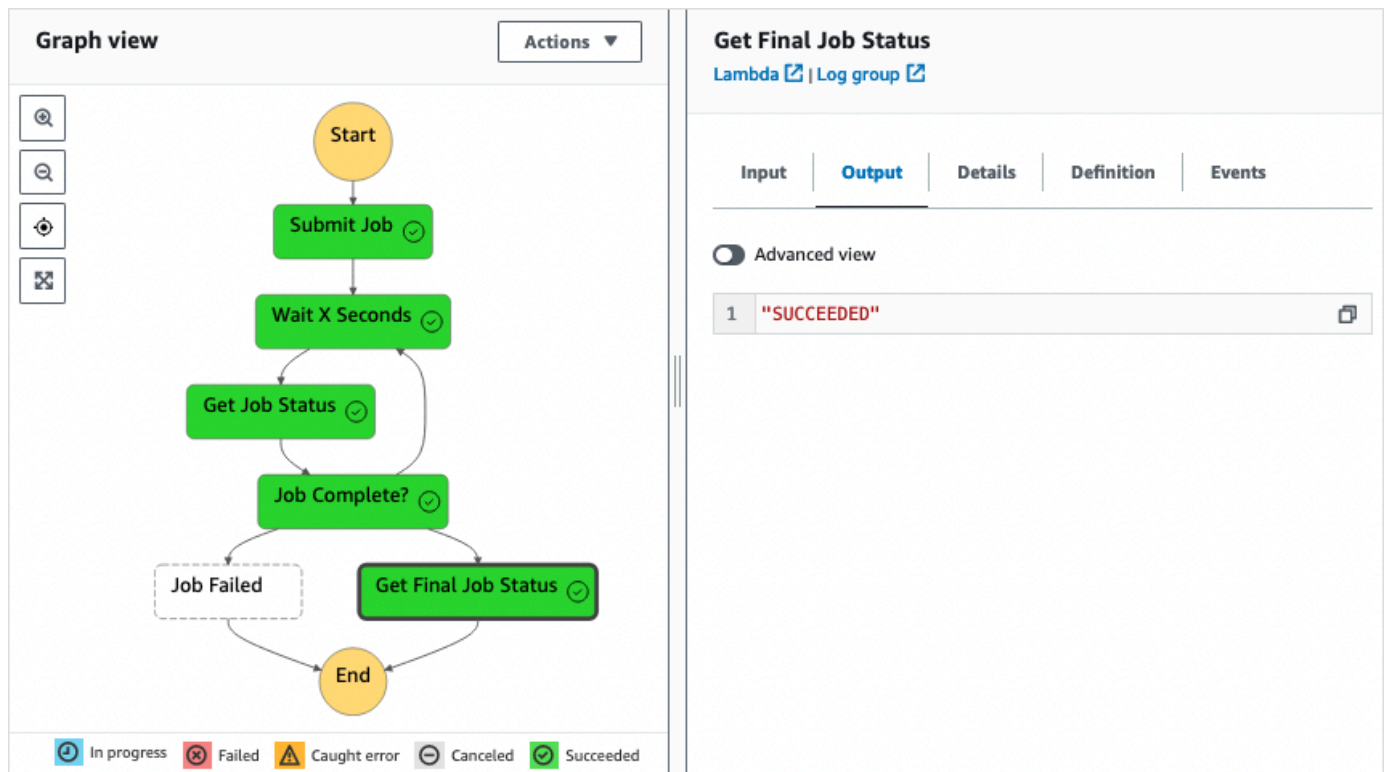 Graph view
Actions ▼
Start
Submit Job
Wait X Seconds
Get Job Status
Job Complete?
Job Failed
Get Final Job Status
End
In progress Failed Caught error Canceled Succeeded
Get Final Job Status
Lambda | Log group
Input Output Details Definition Events
Advanced view
1 "SUCCEEDED"